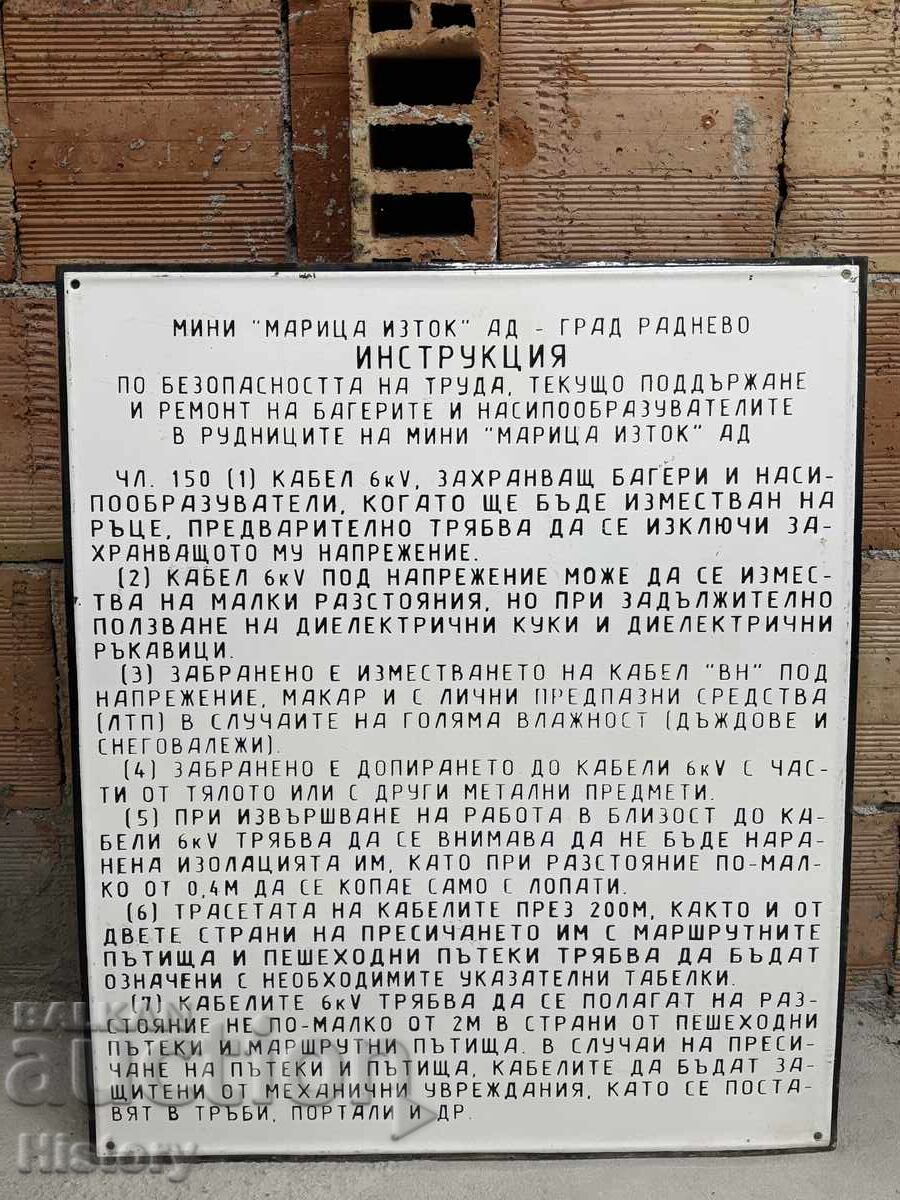 МИНИ "МАРИЦА ИЗТОК" АД - ГРАД РАДНЕВО
ИНСТРУКЦИЯ
ПО БЕЗОПАСНОСТТА НА ТРУДА, ТЕКУЩО ПОДДЪРЖАНЕ
И РЕМОНТ НА БАГЕРИТЕ И НАСИПООБРАЗУВАТЕЛИТЕ
В РУДНИЦИТЕ НА МИНИ "МАРИЦА ИЗТОК" АД
ЧЛ. 150 (1) КАБЕЛ 6кV, ЗАХРАНВАЩ БАГЕРИ И НАСИ-
ПООБРАЗУВАТЕЛИ, КОГАТО ЩЕ БЪДЕ ИЗМЕСТВАН НА
РЪЦЕ, ПРЕДВАРИТЕЛНО ТРЯБВА ДА СЕ ИЗКЛЮЧИ ЗА-
ХРАНВАЩОТО МУ НАПРЕЖЕНИЕ.
(2) КАБЕЛ 6кV ПОД НАПРЕЖЕНИЕ МОЖЕ ДА СЕ ИЗМЕС-
ТВА НА МАЛКИ РАЗСТОЯНИЯ, НО ПРИ ЗАДЪЛЖИТЕЛНО
ПОЛЗВАНЕ НА ДИЕЛЕКТРИЧНИ КУКИ И ДИЕЛЕКТРИЧНИ
РЪКАВИЦИ.
(3) ЗАБРАНЕНО Е ИЗМЕСТВАНЕТО НА КАБЕЛ "ВН" ПОД
НАПРЕЖЕНИЕ, МАКАР И С ЛИЧНИ ПРЕДПАЗНИ СРЕДСТВА
(ЛТП) В СЛУЧАИТЕ НА ГОЛЯМА ВЛАЖНОСТ (ДЪЖДОВЕ И
СНЕГОВАЛЕЖИ).
(4) ЗАБРАНЕНО Е ДОПИРАНЕТО ДО КАБЕЛИ 6кV С ЧАС-
ТИ ОТ ТЯЛОТО ИЛИ С ДРУГИ МЕТАЛНИ ПРЕДМЕТИ.
(5) ПРИ ИЗВЪРШВАНЕ НА РАБОТА В БЛИЗОСТ ДО КА-
БЕЛИ 6кV ТРЯБВА ДА СЕ ВНИМАВА ДА НЕ БЪДЕ НАРА-
НЕНА ИЗОЛАЦИЯТА ИМ, КАТО ПРИ РАЗСТОЯНИЕ ПО-МАЛ-
КО ОТ 0,4М ДА СЕ КОПАЕ САМО С ЛОПАТИ.
(6) ТРАСЕТАТА НА КАБЕЛИТЕ ПРЕЗ 200М, КАКТО И ОТ
ДВЕТЕ СТРАНИ НА ПРЕСИЧАНЕТО ИМ С МАРШРУТНИТЕ
ПЪТИЩА И ПЕШЕХОДНИ ПЪТЕКИ ТРЯБВА ДА БЪДАТ
ОЗНАЧЕНИ С НЕОБХОДИМИТЕ УКАЗАТЕЛНИ ТАБЕЛКИ.
(7) КАБЕЛИТЕ 6кV ТРЯБВА ДА СЕ ПОЛАГАТ НА РАЗ-
СТОЯНИЕ НЕ ПО-МАЛКО ОТ 2М В СТРАНИ ОТ ПЕШЕХОДНИ
ПЪТЕКИ И МАРШРУТНИ ПЪТИЩА. В СЛУЧАИ НА ПРЕСИ-
ЧАНЕ НА ПЪТЕКИ И ПЪТИЩА, КАБЕЛИТЕ ДА БЪДАТ ЗА-
ЩИТЕНИ ОТ МЕХАНИЧНИ УВРЕЖДАНИЯ, КАТО СЕ ПОСТА-
ВЯТ В ТРЪБИ, ПОРТАЛИ И ДР.
BALKAN
auction
History